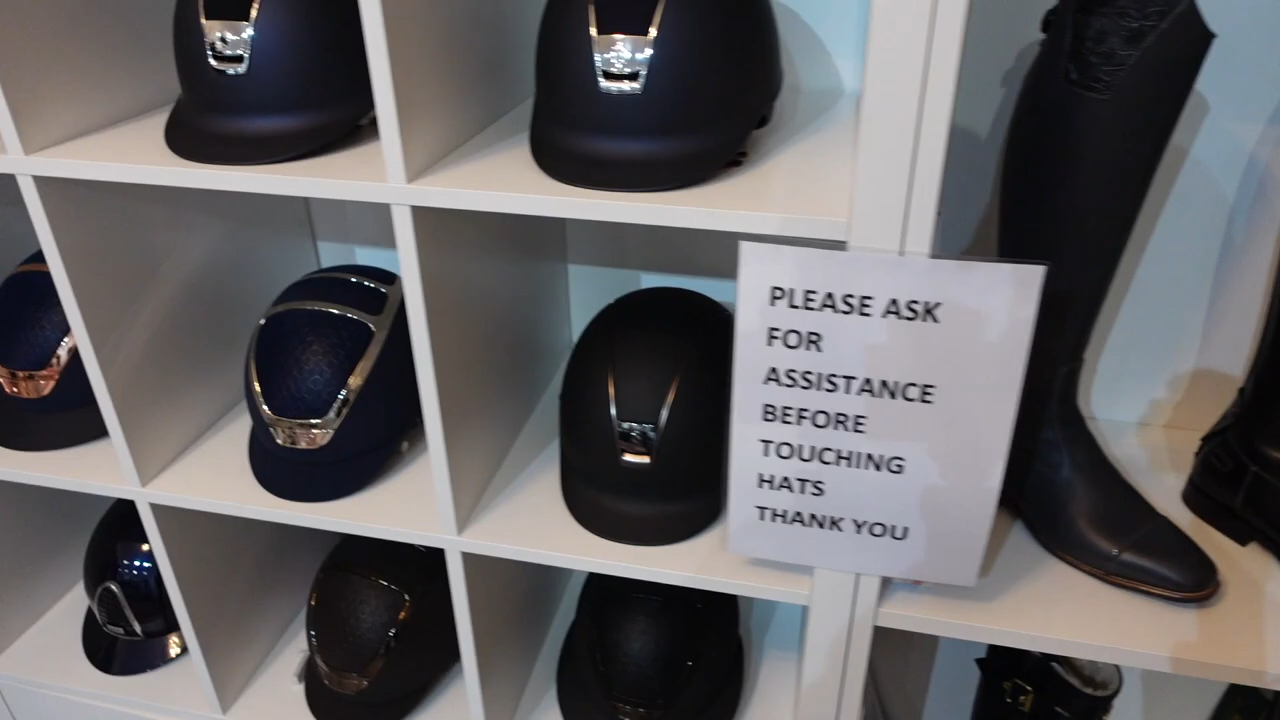 PLEASE ASK
FOR
ASSISTANCE
BEFORE
TOUCHING
HATS
THANK YOU